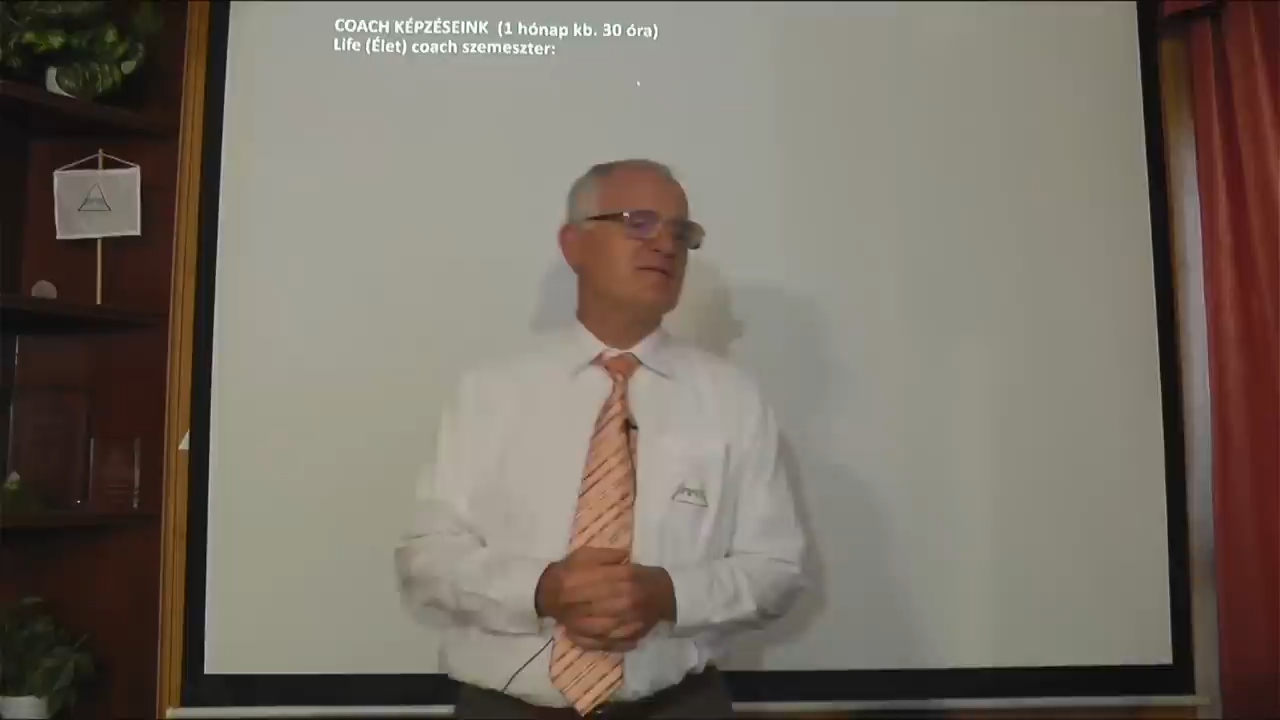 COACH KÉPZÉSEINK (1 hónap kb. 30 óra)
Life (Élet) coach szemeszter: